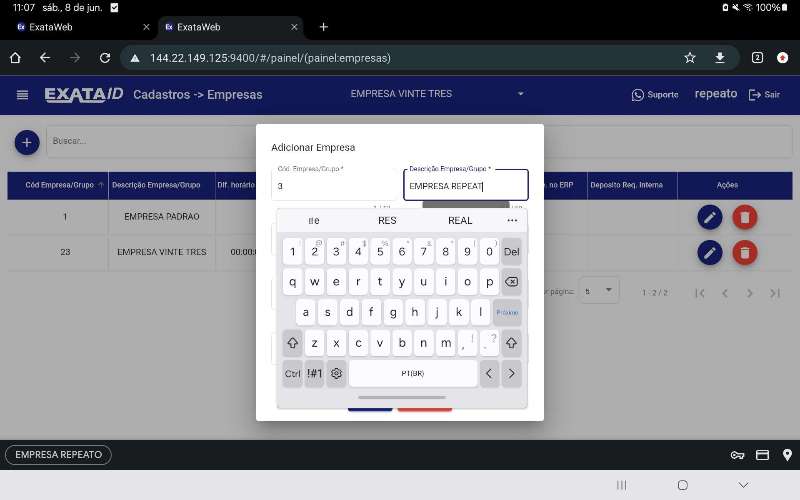 11:07 sáb., 8 de jun.
100%
ExataWeb
ExataWeb
144.22.149.125:9400/#/painel/(painel:empresas)
2
EXATA/ID
Cadastros -> Empresas
EMPRESA VINTE TRES
Suporte
repeato
Sair
Buscar...
Adicionar Empresa
Cód. Empresa/Grupo *
3
Descrição Empresa/Grupo *
EMPRESA REPEAT
Cód Empresa/Grupo
Descrição Empresa/Grupo
Dif. horário
no ERP
Deposito Req. Interna
Ações
1
EMPRESA PADRAO
23
EMPRESA VINTE TRES
00:00:0
página:
5
1 - 2 / 2
RES
REAL
...
1 2 3 4 5 6 7 8 9 0 Del
q w e r t y u i o p
a s d f g h j k l Próximo
z x c v b n m , ! . ?
Ctrl !#1 PT(BR) < >
EMPRESA REPEATO